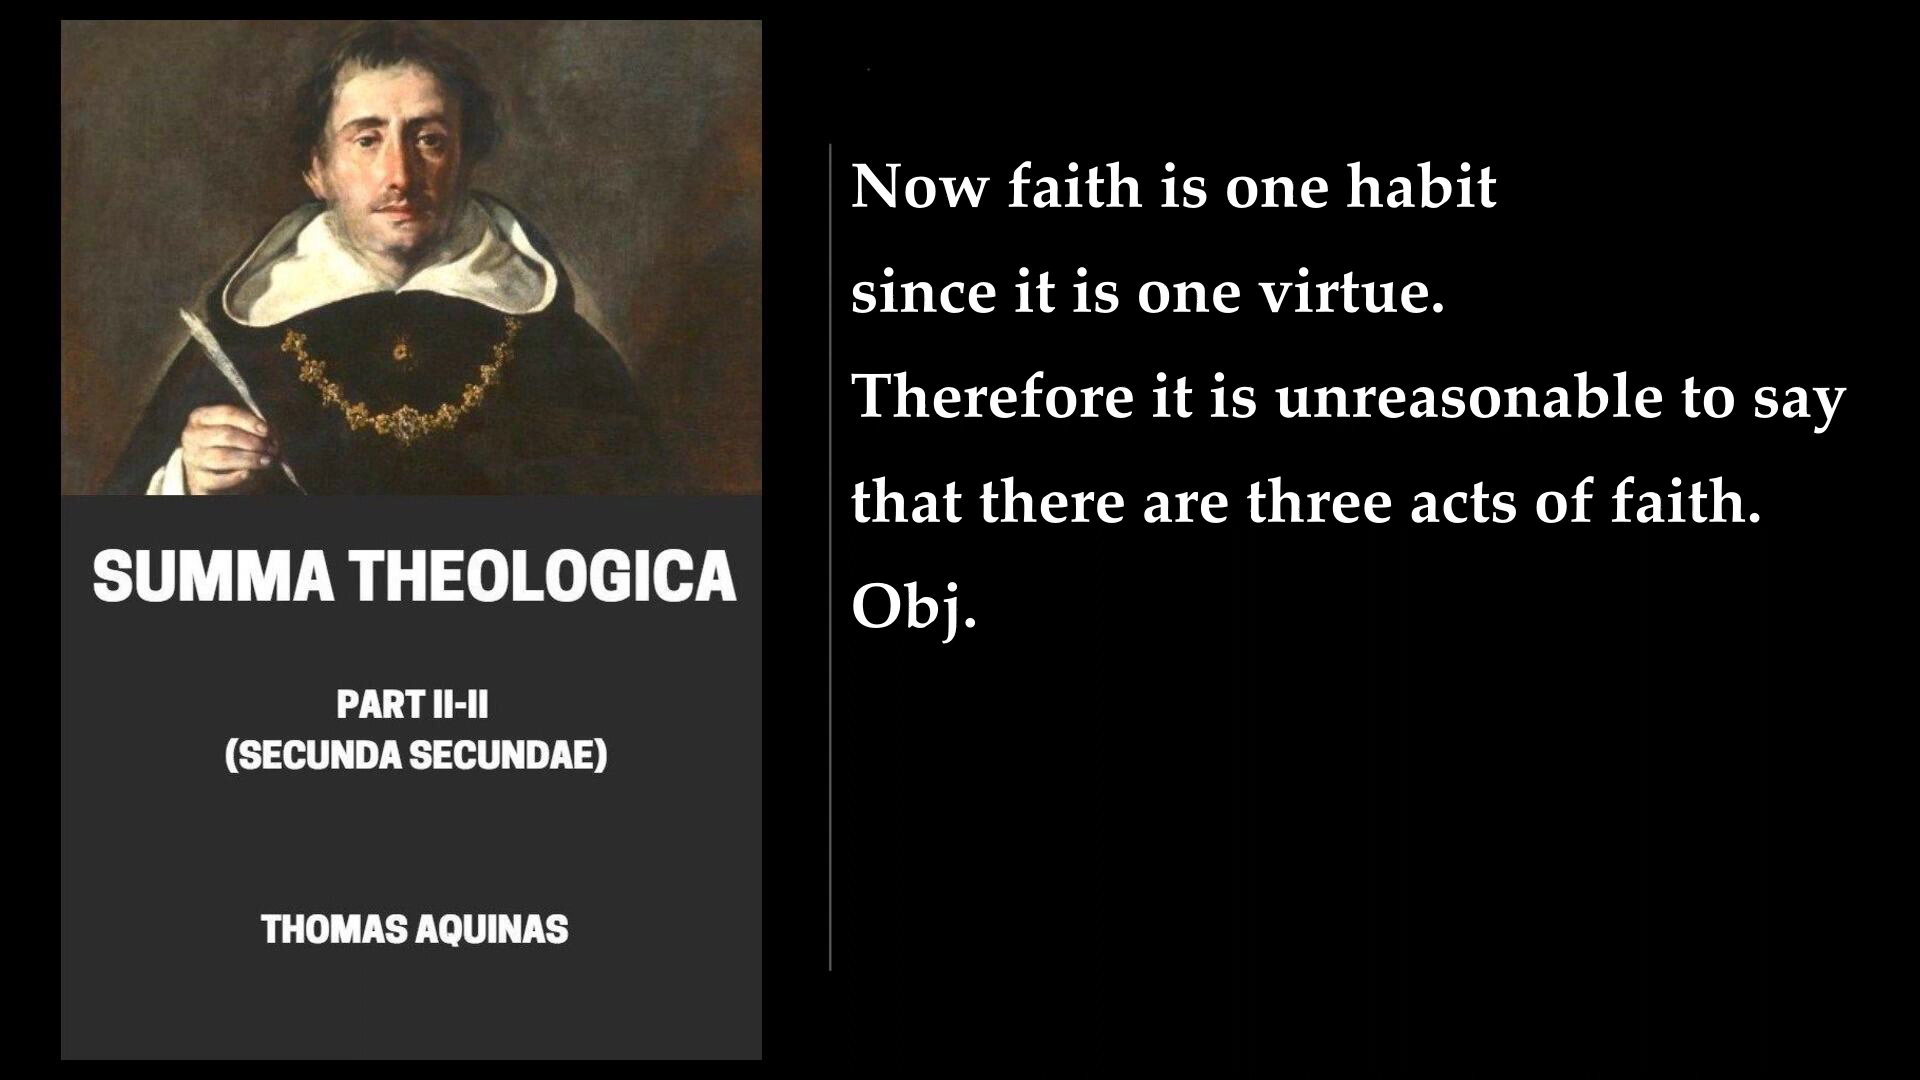 SUMMA THEOLOGICA
PART II-II
(SECUNDA SECUNDAE)
THOMAS AQUINAS
Now faith is one habit
since it is one virtue.
Therefore it is unreasonable to say
that there are three acts of faith.
Obj.